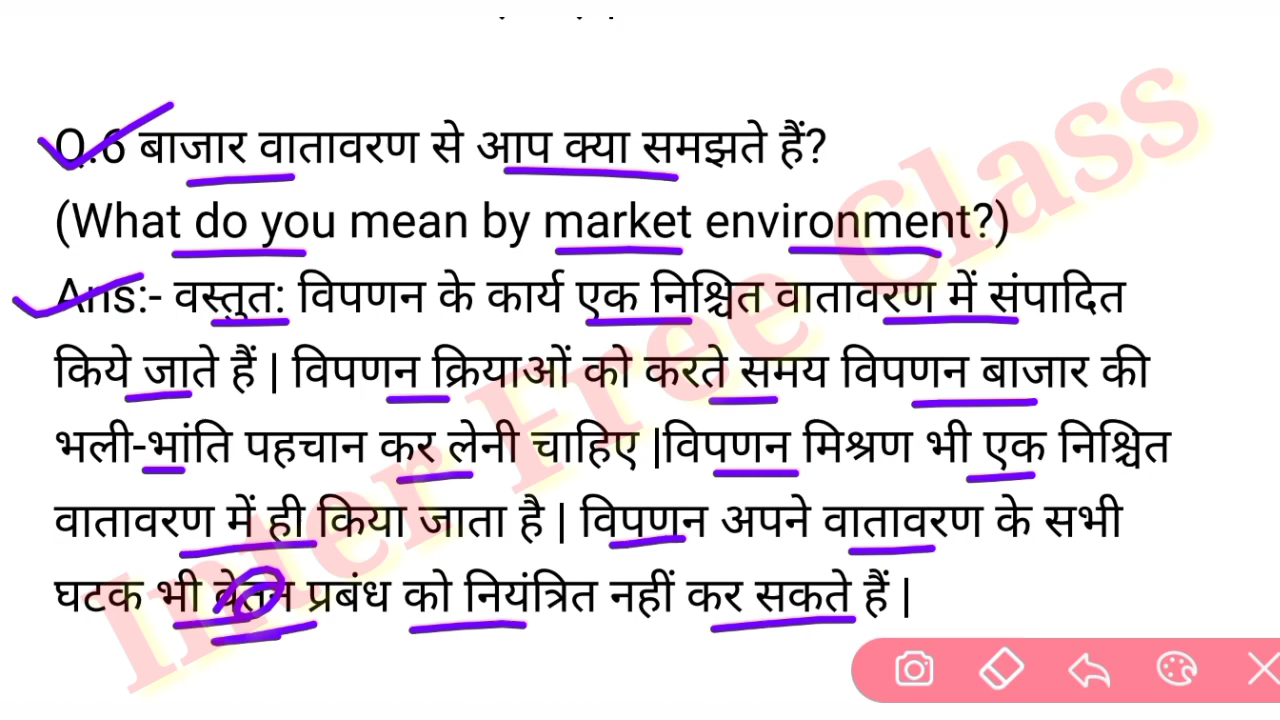 Q.6 बाजार वातावरण से आप क्या समझते हैं?
(What do you mean by market environment?)
Ans:- वस्तुत: विपणन के कार्य एक निश्चित वातावरण में संपादित
किये जाते हैं | विपणन क्रियाओं को करते समय विपणन बाजार की
भली-भांति पहचान कर लेनी चाहिए |विपणन मिश्रण भी एक निश्चित
वातावरण में ही किया जाता है | विपणन अपने वातावरण के सभी
घटक भी वेतन प्रबंध को नियंत्रित नहीं कर सकते हैं |
Inter Free Class